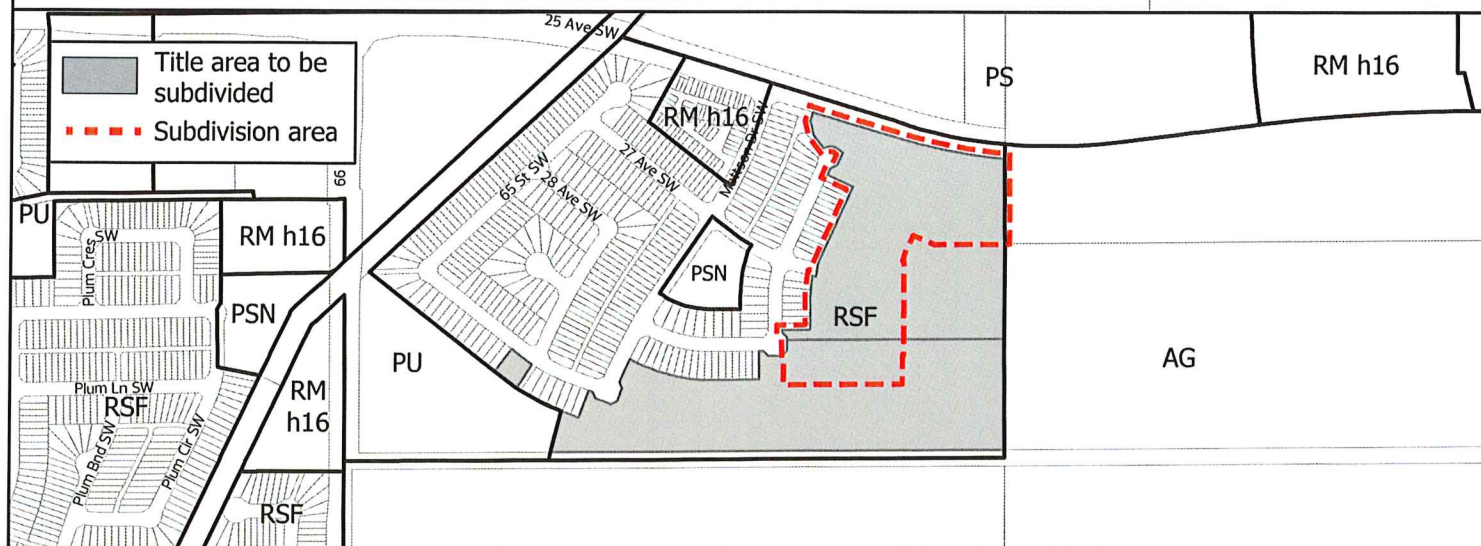 25 Ave SW
Title area to be
subdivided
Subdivision area
RM h16
PS
RM h16
Mattson Dr SW
27 Ave SW
65 St SW
28 Ave SW
66
PU
Plum Cres SW
RM h16
PSN
PSN
RSF
PU
AG
Plum Ln SW
RSF
RM
h16
Plum Bnd SW
Plum Cir SW
RSF